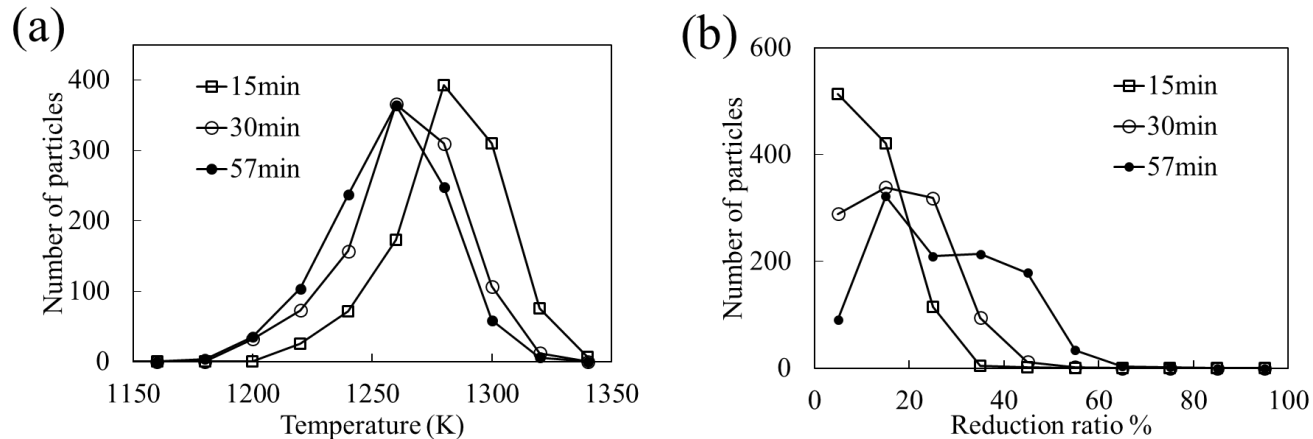 (a)
400
300
200
100
0
Number of particles
15min
30min
57min
1150
1200
1250
1300
1350
Temperature (K)
(b)
600
400
200
0
Number of particles
15min
30min
57min
0
20
40
60
80
100
Reduction ratio %